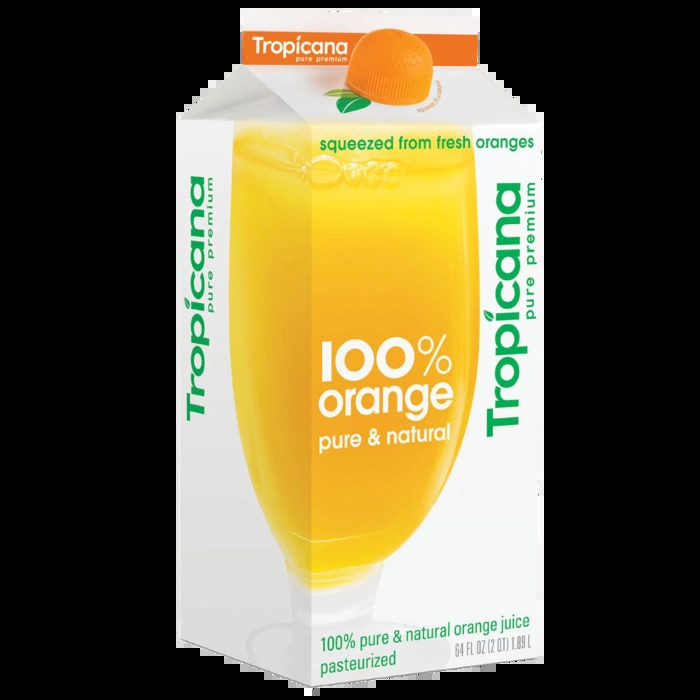 Tropicana
pure premium
squeezed from fresh oranges
Tropicana
pure premium
Tropicana
pure premium
100%
orange
pure & natural
100% pure & natural orange juice
pasteurized
64 FL OZ (2 QT) 1.89 L